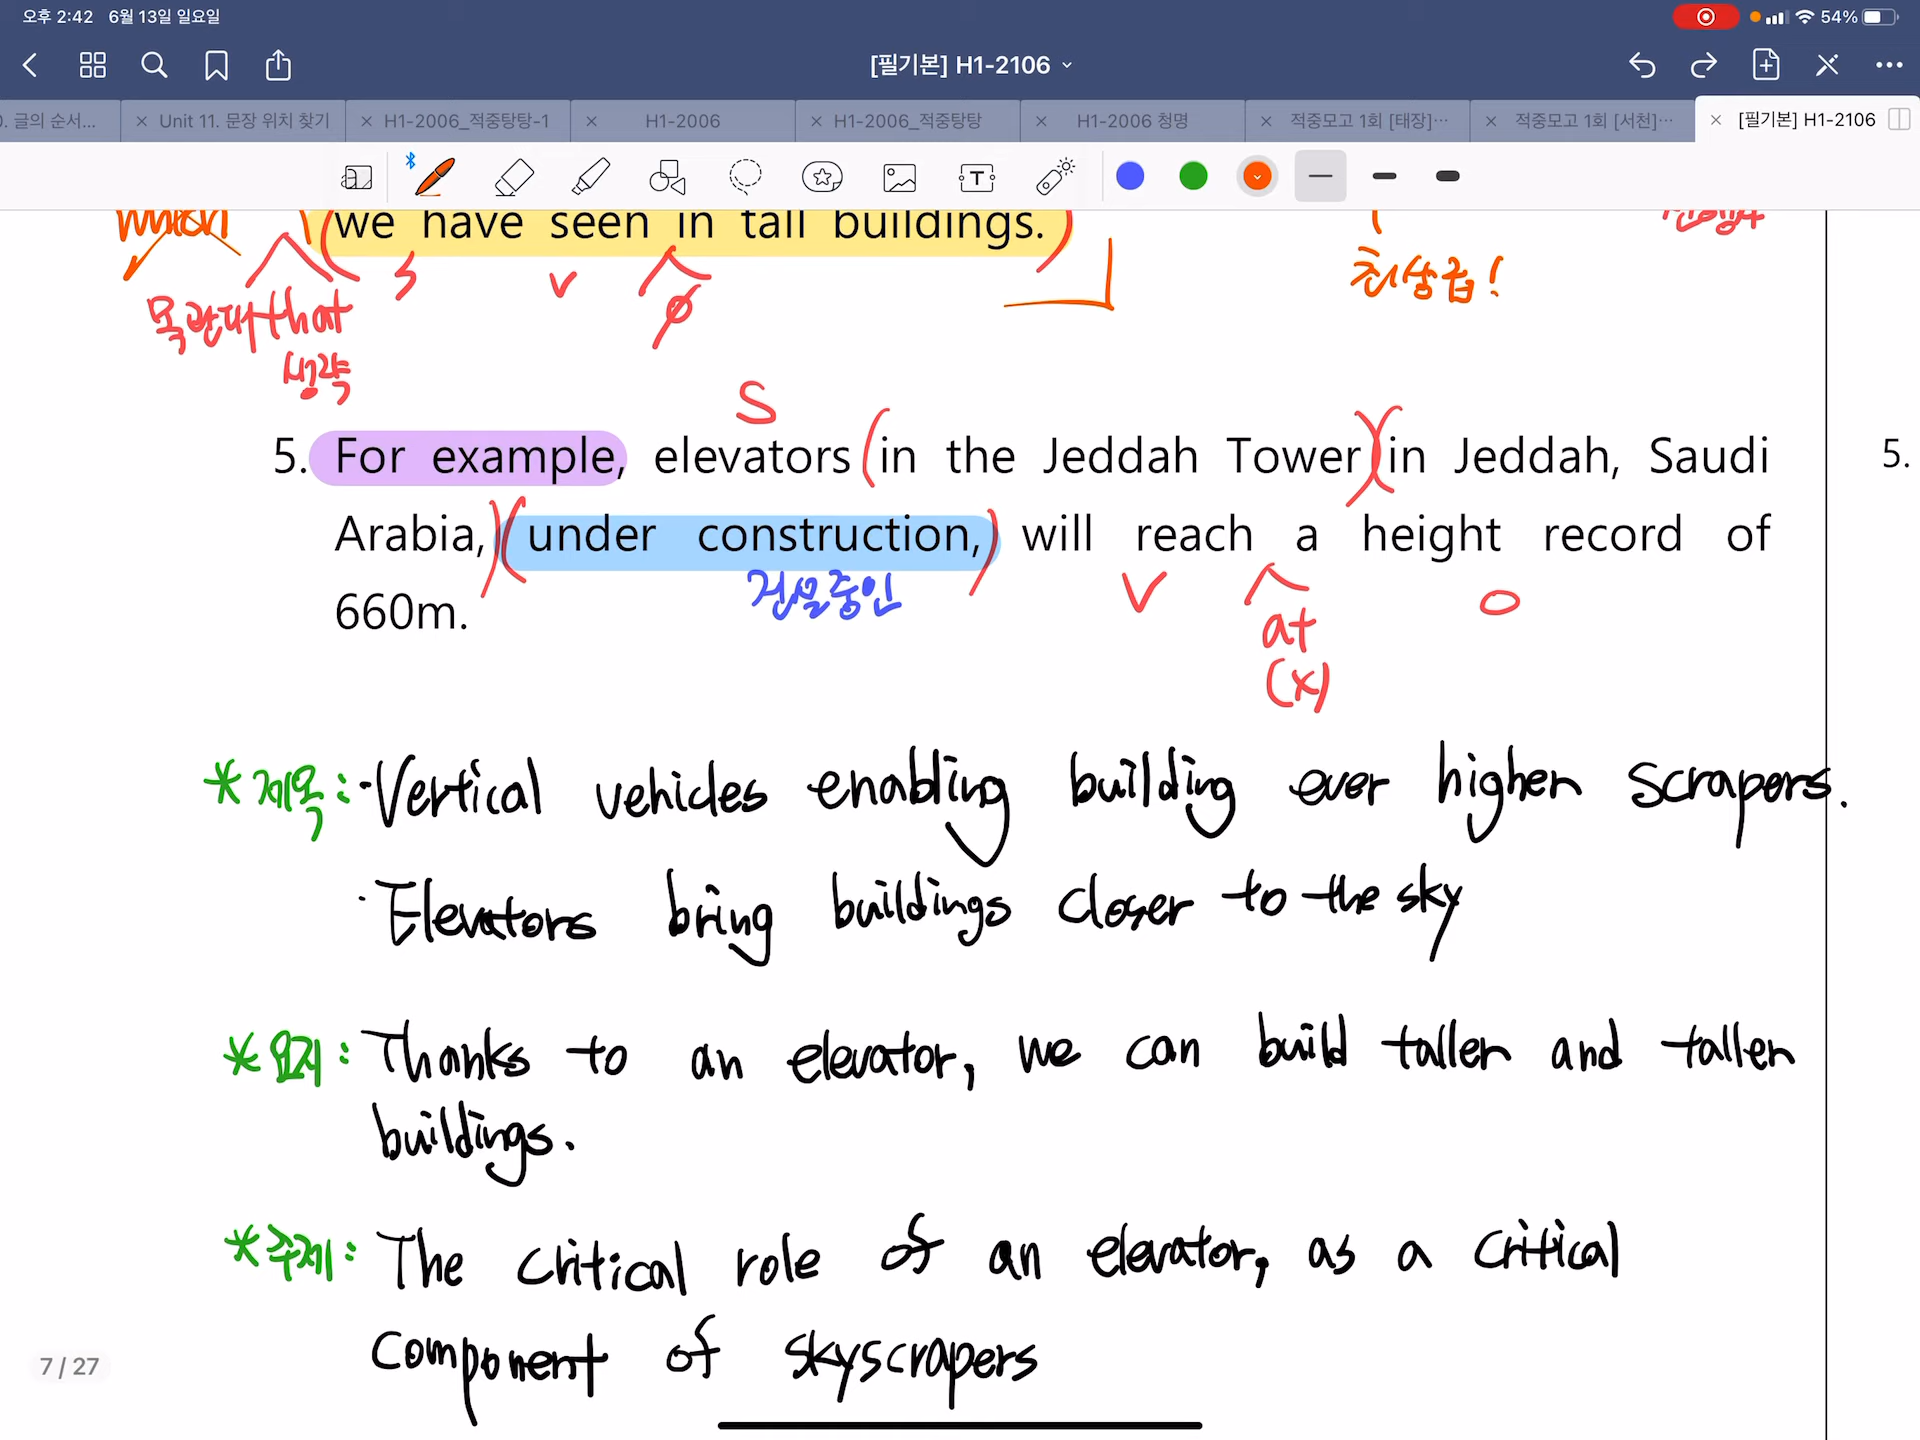 오후 2:42 6월 13일 일요일
54%
[필기본] H1-2106
0. 글의 순서...
Unit 11. 문장 위치 찾기
H1-2006_적중탕탕-1
H1-2006
H1-2006_적중탕탕
H1-2006 청명
적중모고 1회 [태장]…
적중모고 1회 [서천]…
[필기본] H1-2106
which
we have seen in tall buildings.
S V ø
목관대 that
생략
최상급!
S
5. For example, elevators (in the Jeddah Tower) (in Jeddah, Saudi
5.
Arabia,) (under construction,) will reach a height record of
건설중인 V at O
660m.
(x)
* 제목: · Vertical vehicles enabling building ever higher scrapers.
· Elevators bring buildings closer to the sky
* 요지: Thanks to an elevator, we can build taller and taller
buildings.
* 주제: The critical role of an elevator, as a critical
component of skyscrapers
7 / 27